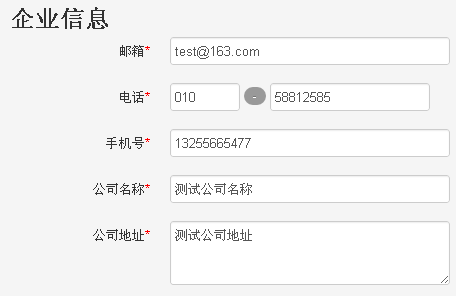 企业信息
邮箱* test@163.com
电话* 010 - 58812585
手机号* 13255665477
公司名称* 测试公司名称
公司地址* 测试公司地址